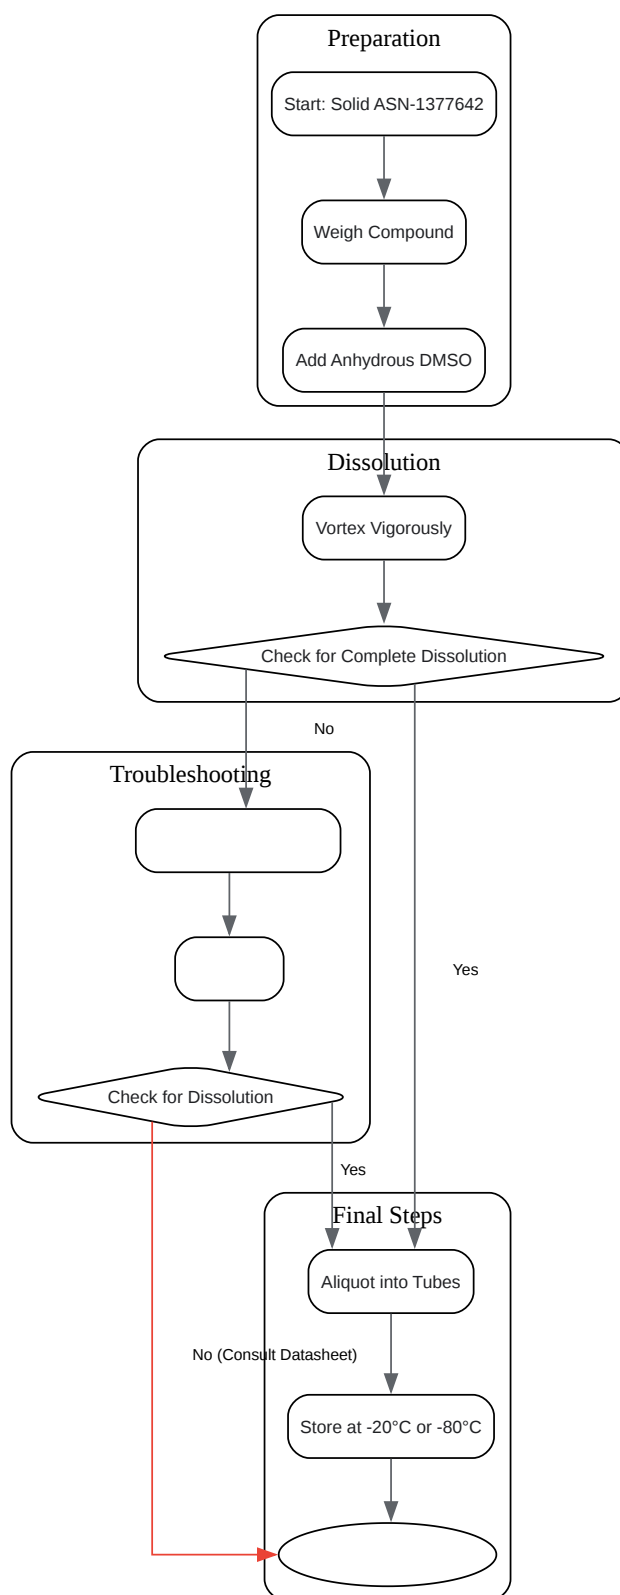 Preparation
Start: Solid ASN-1377642
Weigh Compound
Add Anhydrous DMSO
Dissolution
Vortex Vigorously
Check for Complete Dissolution
No
Troubleshooting
Yes
Check for Dissolution
Yes
Final Steps
Aliquot into Tubes
No (Consult Datasheet)
Store at -20°C or -80°C